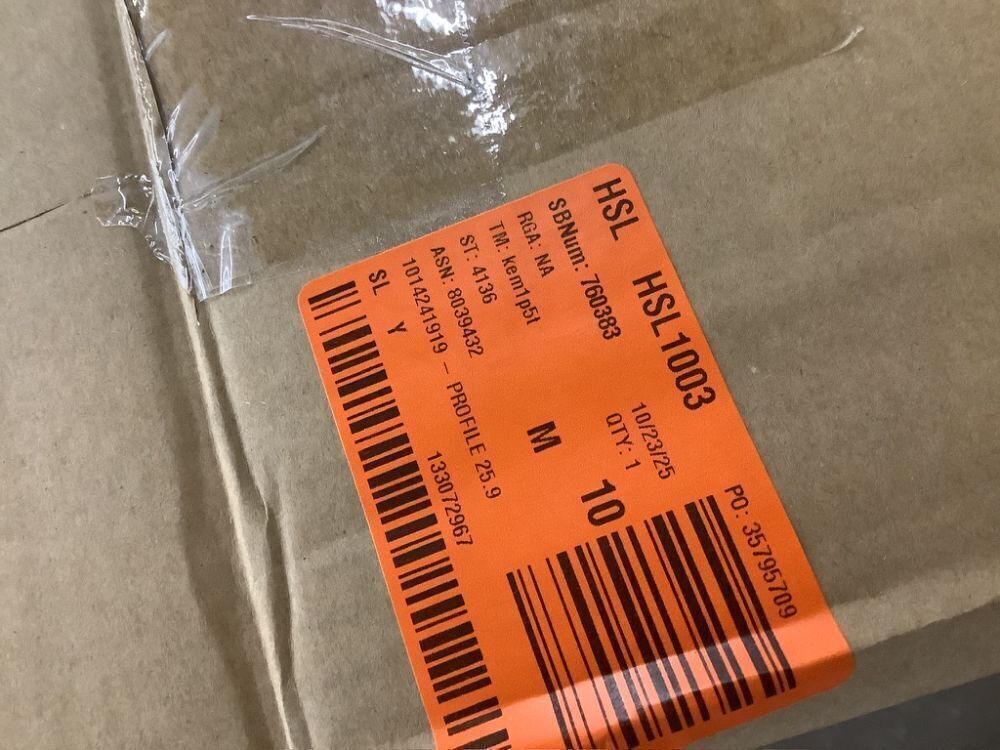 HSL HSL1003
SBNum: 760383
RGA: NA
TM: kem1p5t
ST: 4136
ASN: 8039432
1014241919 - PROFILE 25.9
SL Y 133072967
M 10
10/23/25
QTY: 1
PO: 35795709